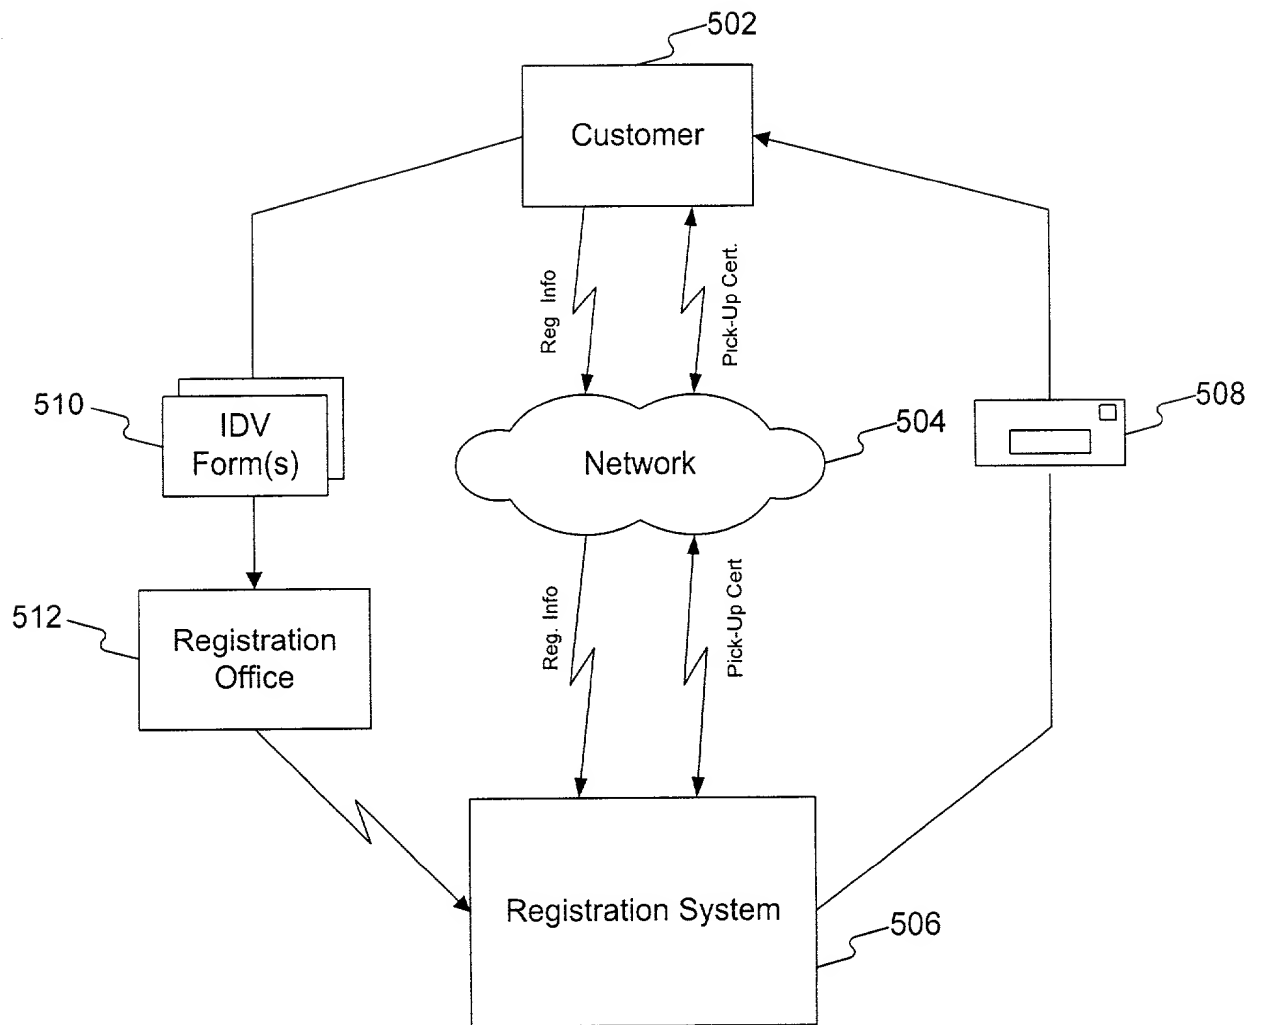 502
Customer
Reg Info
Pick-Up Cert.
510
IDV
Form(s)
504
Network
508
512
Registration
Office
Reg. Info
Pick-Up Cert
Registration System
506